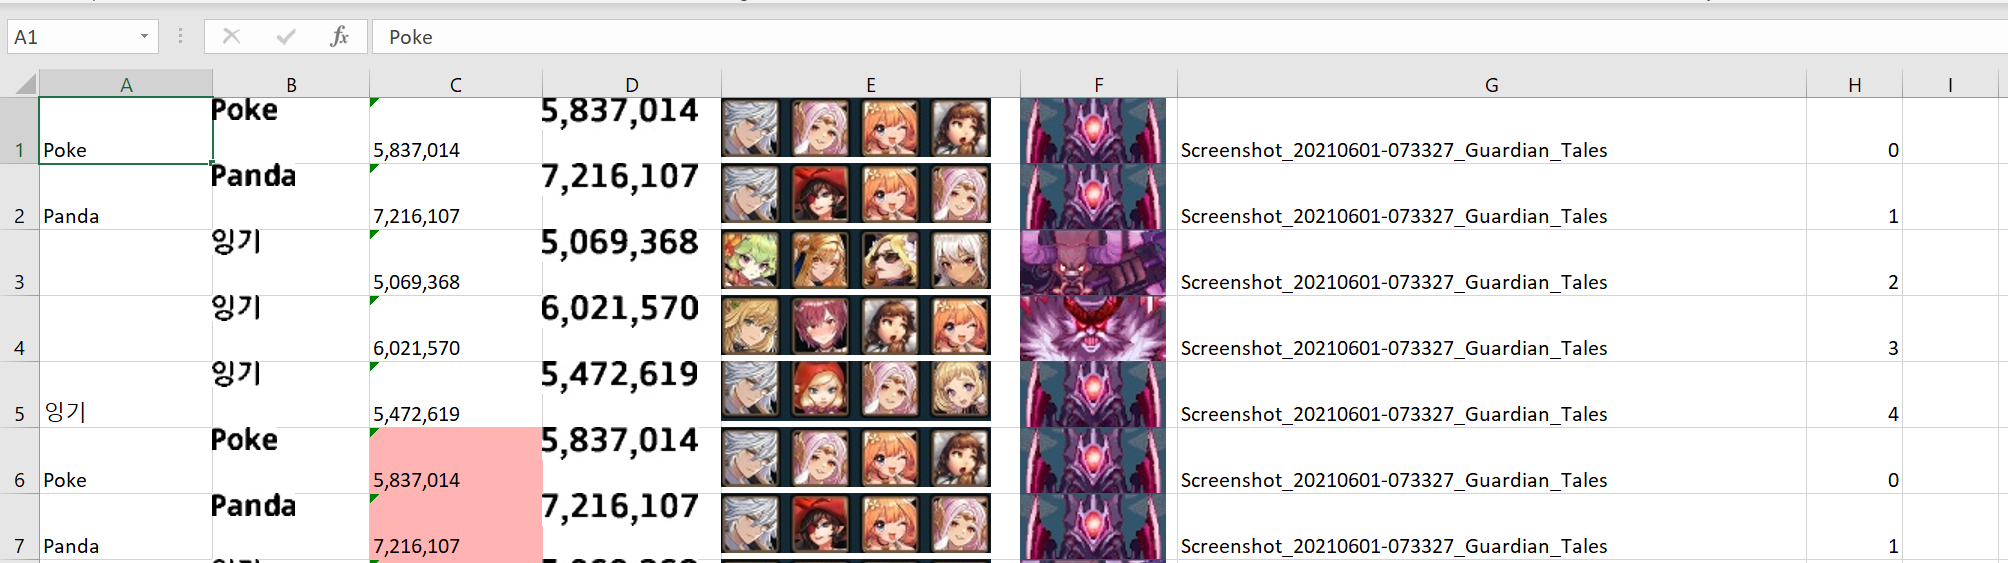 A1 fx Poke
A B C D E F G H I
Poke 5,837,014
1 Poke 5,837,014 Screenshot_20210601-073327_Guardian_Tales 0
Panda 7,216,107
2 Panda 7,216,107 Screenshot_20210601-073327_Guardian_Tales 1
잉기 5,069,368
3 5,069,368 Screenshot_20210601-073327_Guardian_Tales 2
잉기 6,021,570
4 6,021,570 Screenshot_20210601-073327_Guardian_Tales 3
잉기 5,472,619
5 잉기 5,472,619 Screenshot_20210601-073327_Guardian_Tales 4
Poke 5,837,014
6 Poke 5,837,014 Screenshot_20210601-073327_Guardian_Tales 0
Panda 7,216,107
7 Panda 7,216,107 Screenshot_20210601-073327_Guardian_Tales 1